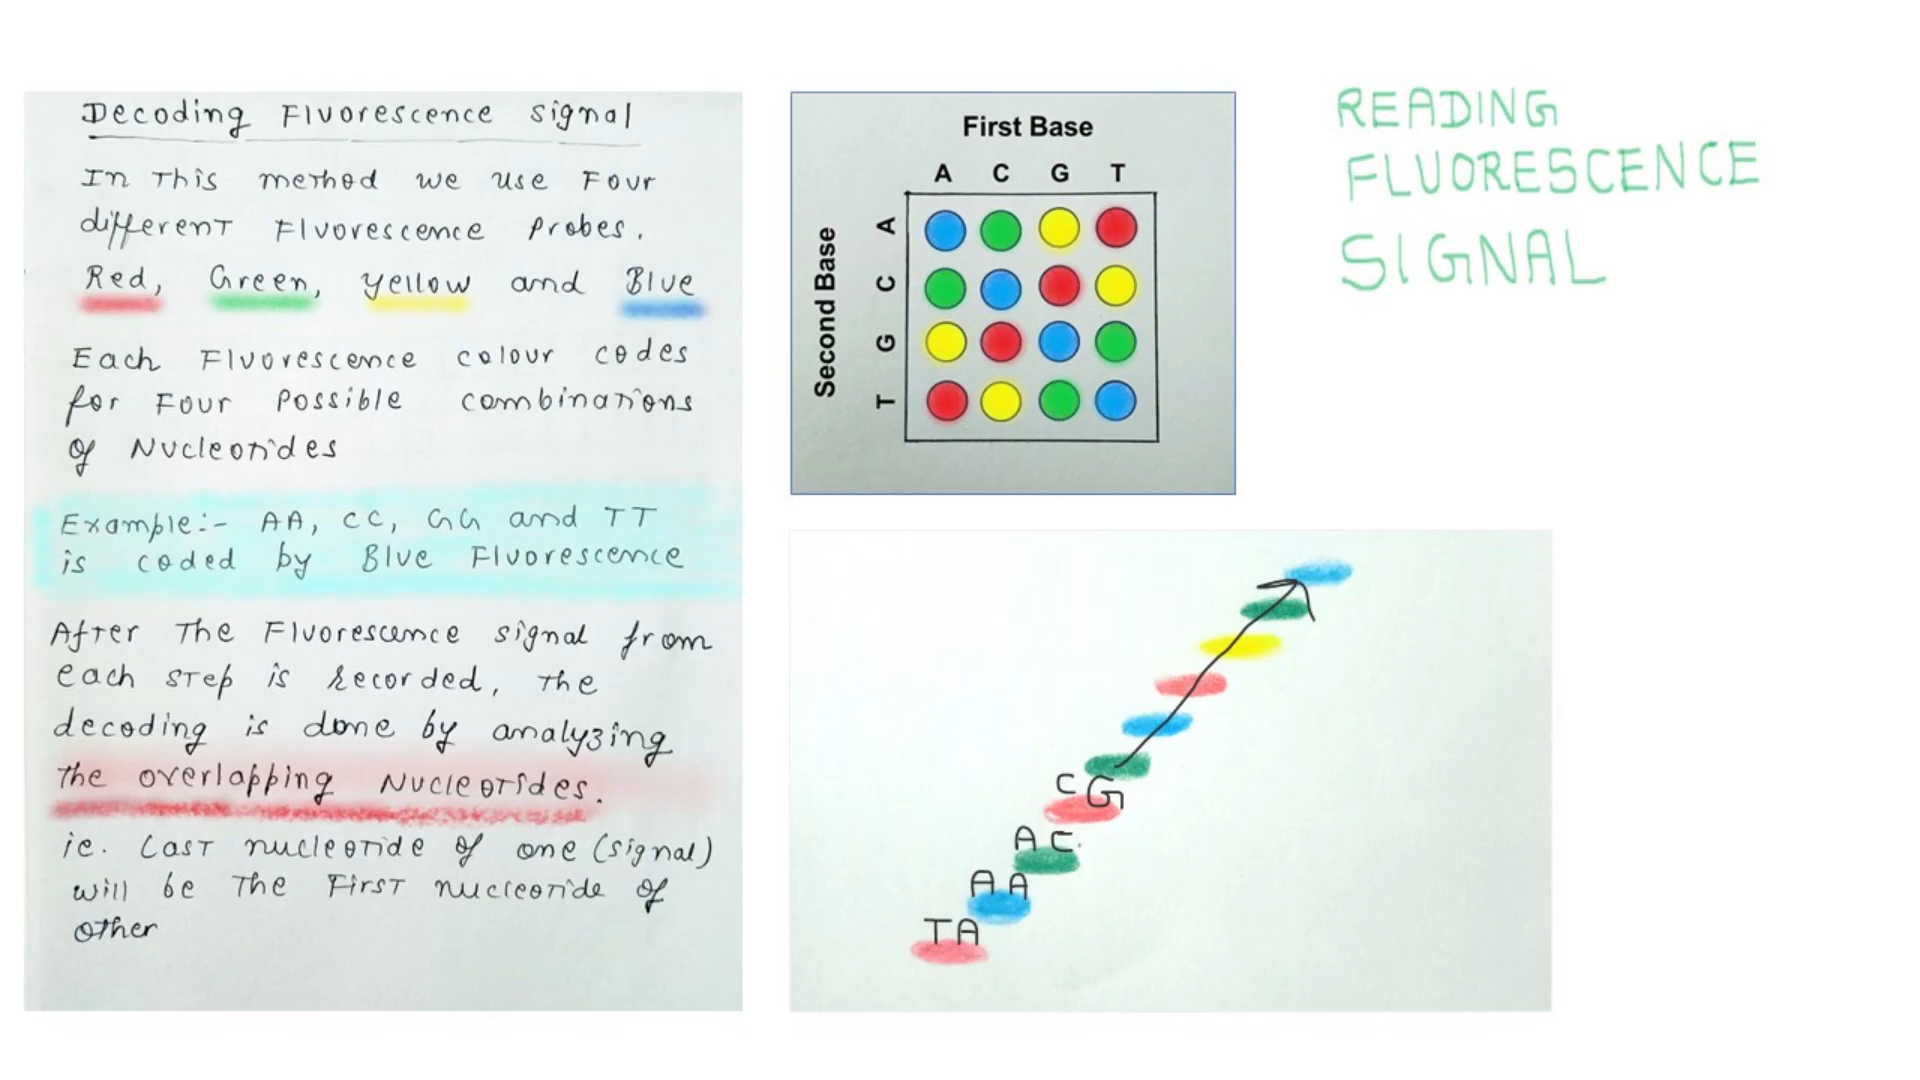 Decoding Fluorescence signal
In This method we use Four
different Fluorescence Probes.
Red, Green, yellow and Blue
Each Fluorescence colour codes
for Four Possible combinations
of Nucleotides
Example:- AA, CC, GG and TT
is coded by Blue Fluorescence
After The Fluorescence signal from
each step is recorded, the
decoding is done by analyzing
the overlapping Nucleotides.
ie. Last nucleotide of one (signal)
will be The First nucleotide of
other
First Base
A C G T
Second Base
A
C
G
T
READING
FLUORESCENCE
SIGNAL
C G
A C
A A
T A